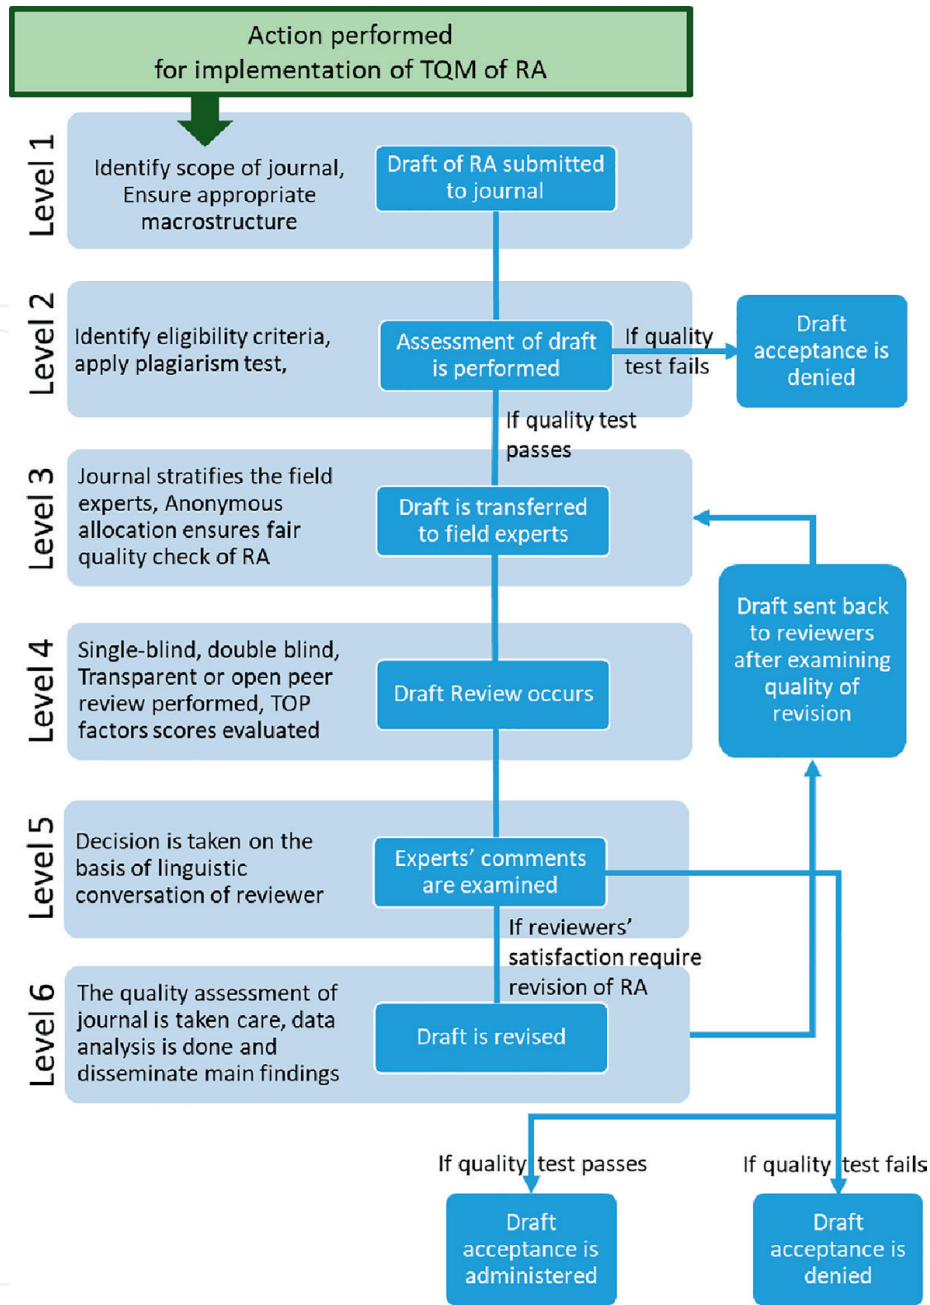 Action performed
for implementation of TQM of RA
Level 1
Identify scope of journal,
Ensure appropriate
macrostructure
Draft of RA submitted
to journal
Level 2
Identify eligibility criteria,
apply plagiarism test,
Assessment of draft
is performed
If quality
test fails
Draft
acceptance is
denied
If quality test
passes
Level 3
Journal stratifies the field
experts, Anonymous
allocation ensures fair
quality check of RA
Draft is transferred
to field experts
Draft sent back
to reviewers
after examining
quality of
revision
Level 4
Single-blind, double blind,
Transparent or open peer
review performed, TOP
factors scores evaluated
Draft Review occurs
Level 5
Decision is taken on the
basis of linguistic
conversation of reviewer
Experts’ comments
are examined
If reviewers’
satisfaction require
revision of RA
Level 6
The quality assessment of
journal is taken care, data
analysis is done and
disseminate main findings
Draft is revised
If quality test passes
If quality test fails
Draft
acceptance is
administered
Draft
acceptance is
denied